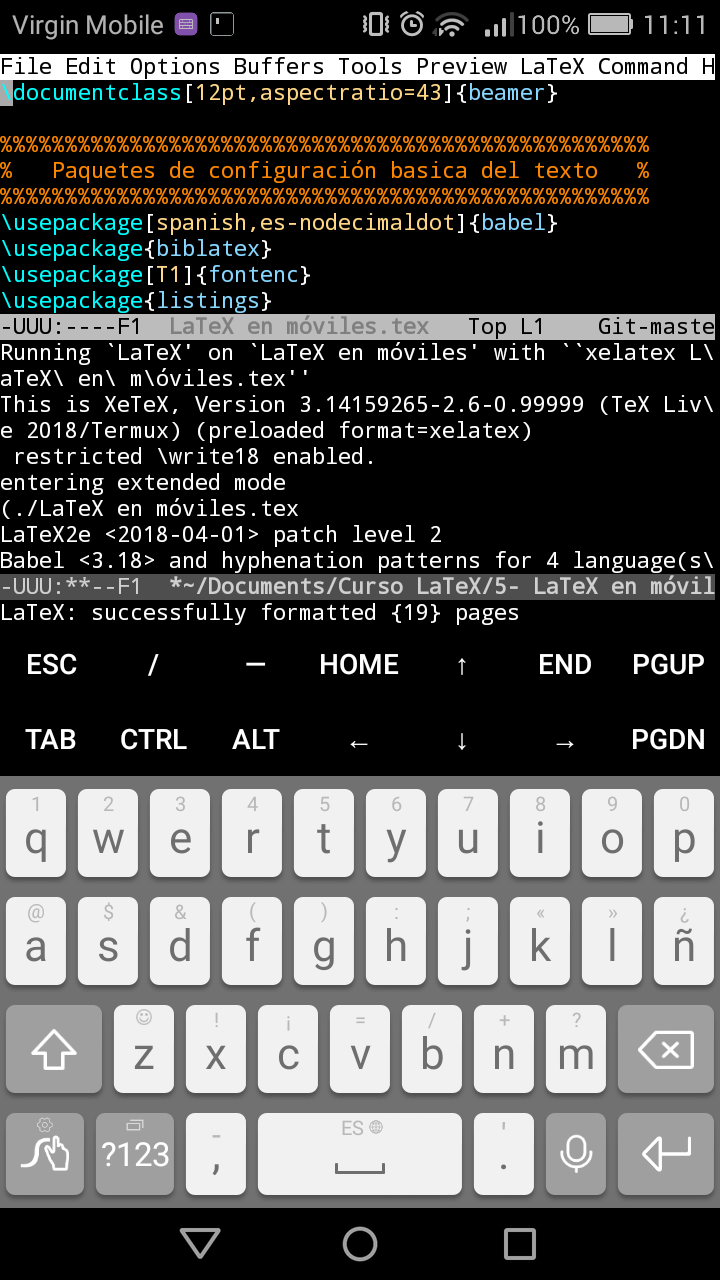 Virgin Mobile 100% 11:11
File Edit Options Buffers Tools Preview LaTeX Command H
\documentclass[12pt,aspectratio=43]{beamer}
%%%%%%%%%%%%%%%%%%%%%%%%%%%%%%%%%%%%%%%%%%%%%%%%%%
%   Paquetes de configuración basica del texto   %
%%%%%%%%%%%%%%%%%%%%%%%%%%%%%%%%%%%%%%%%%%%%%%%%%%
\usepackage[spanish,es-nodecimaldot]{babel}
\usepackage{biblatex}
\usepackage[T1]{fontenc}
\usepackage{listings}
-UUU:----F1  LaTeX en móviles.tex   Top L1    Git-maste
Running `LaTeX' on `LaTeX en móviles' with ``xelatex L\
aTeX\ en\ m\óviles.tex''
This is XeTeX, Version 3.14159265-2.6-0.99999 (TeX Liv\
e 2018/Termux) (preloaded format=xelatex)
 restricted \write18 enabled.
entering extended mode
(./LaTeX en móviles.tex
LaTeX2e <2018-04-01> patch level 2
Babel <3.18> and hyphenation patterns for 4 language(s\
-UUU:**--F1  *~/Documents/Curso LaTeX/5- LaTeX en móvil
LaTeX: successfully formatted {19} pages
ESC / — HOME ↑ END PGUP
TAB CTRL ALT ← ↓ → PGDN
1 2 3 4 5 6 7 8 9 0
q w e r t y u i o p
@ $ & ( ) : ; « » ¿
a s d f g h j k l ñ
! ¡ = / + ?
z x c v b n m
- ES '
?123 , .